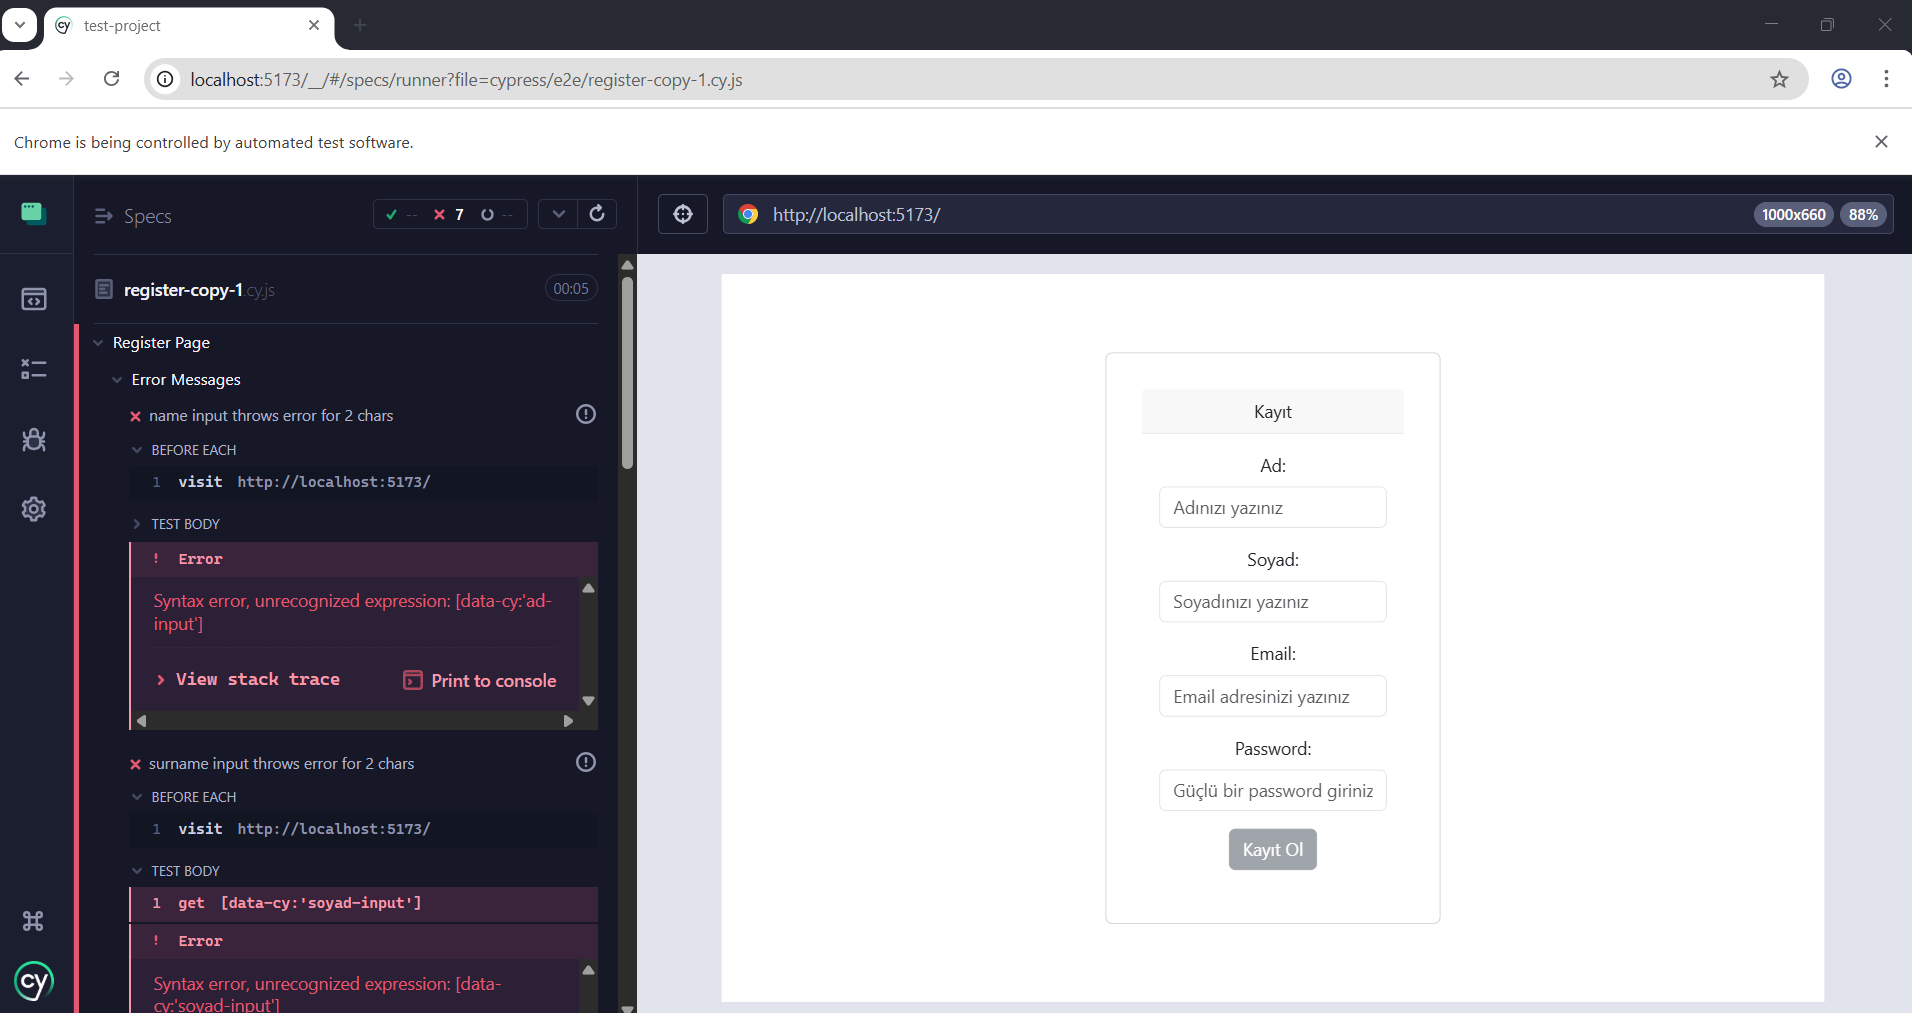 test-project
localhost:5173/__/#/specs/runner?file=cypress/e2e/register-copy-1.cy.js
Chrome is being controlled by automated test software.
Specs
-- 7 --
register-copy-1.cy.js 00:05
Register Page
Error Messages
name input throws error for 2 chars
BEFORE EACH
1 visit http://localhost:5173/
TEST BODY
! Error
Syntax error, unrecognized expression: [data-cy:'ad-
input']
View stack trace Print to console
surname input throws error for 2 chars
BEFORE EACH
1 visit http://localhost:5173/
TEST BODY
1 get [data-cy:'soyad-input']
! Error
Syntax error, unrecognized expression: [data-
cy:'soyad-input']
cy
http://localhost:5173/ 1000x660 88%
Kayıt
Ad:
Adınızı yazınız
Soyad:
Soyadınızı yazınız
Email:
Email adresinizi yazınız
Password:
Güçlü bir password giriniz
Kayıt Ol